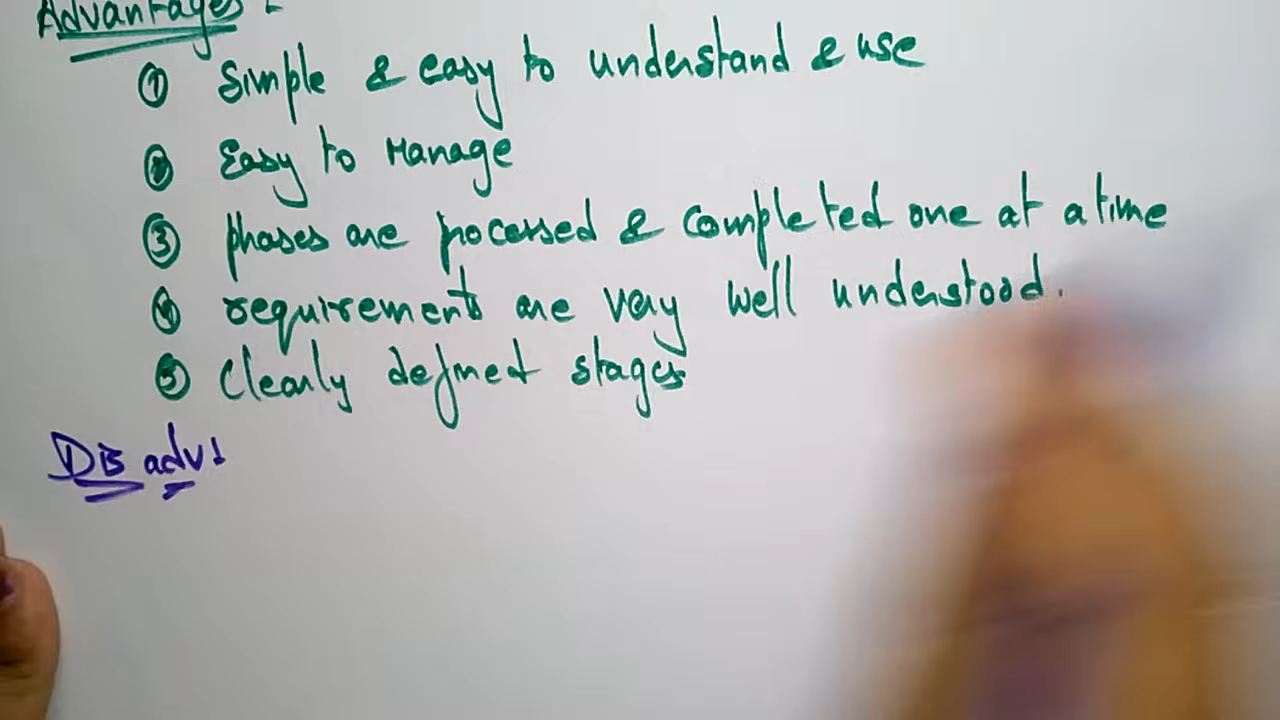 Advantages :
① Simple & easy to understand & use
② Easy to Manage
③ phases are processed & completed one at a time
④ requirements are very well understood.
⑤ Clearly defined stages
Dis adv: